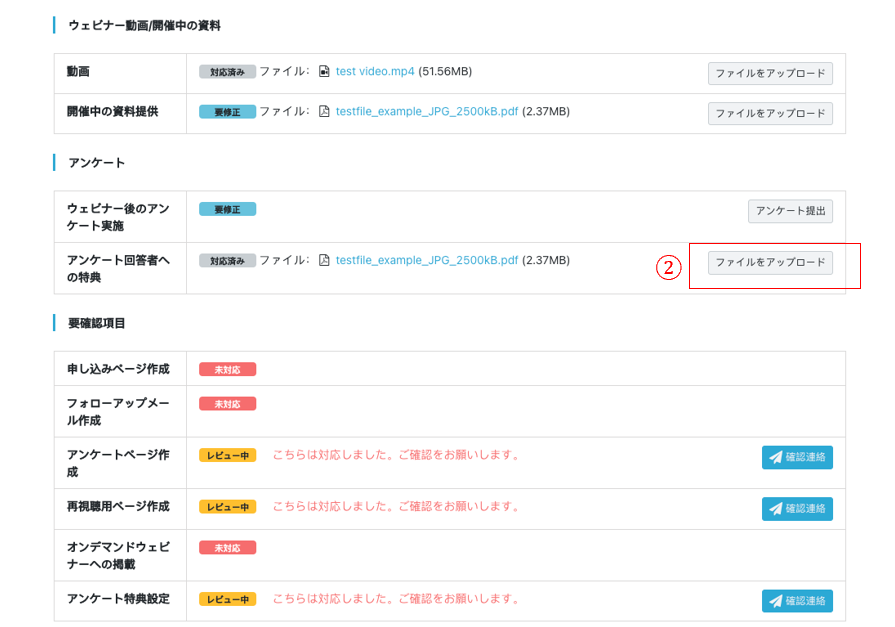 ウェビナー動画/開催中の資料
動画
対応済み ファイル： test video.mp4 (51.56MB)
ファイルをアップロード
開催中の資料提供
要修正 ファイル： testfile_example_JPG_2500kB.pdf (2.37MB)
ファイルをアップロード
アンケート
ウェビナー後のアン
ケート実施
要修正
アンケート提出
アンケート回答者へ
の特典
対応済み ファイル： testfile_example_JPG_2500kB.pdf (2.37MB)
②
ファイルをアップロード
要確認項目
申し込みページ作成
未対応
フォローアップメー
ル作成
未対応
アンケートページ作
成
レビュー中 こちらは対応しました。ご確認をお願いします。
確認連絡
再視聴用ページ作成
レビュー中 こちらは対応しました。ご確認をお願いします。
確認連絡
オンデマンドウェビ
ナーへの掲載
未対応
アンケート特典設定
レビュー中 こちらは対応しました。ご確認をお願いします。
確認連絡